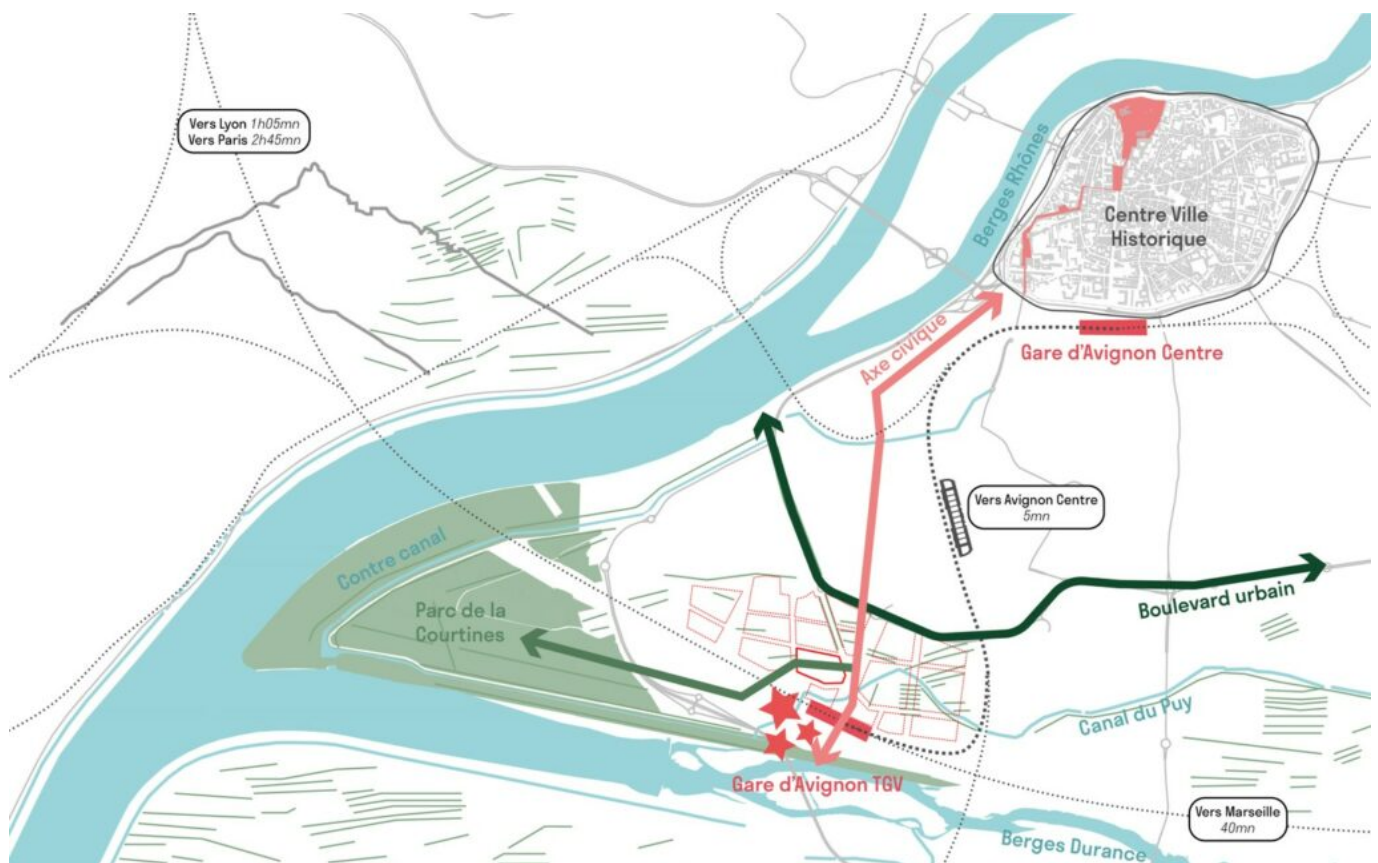 Vers Lyon 1h05mn
Vers Paris 2h45mn
Berges Rhônes
Centre Ville
Historique
Axe civique
Gare d'Avignon Centre
Vers Avignon Centre
5mn
Contre canal
Parc de la
Courtines
Boulevard urbain
Canal du Puy
Gare d'Avignon TGV
Vers Marseille
40mn
Berges Durance